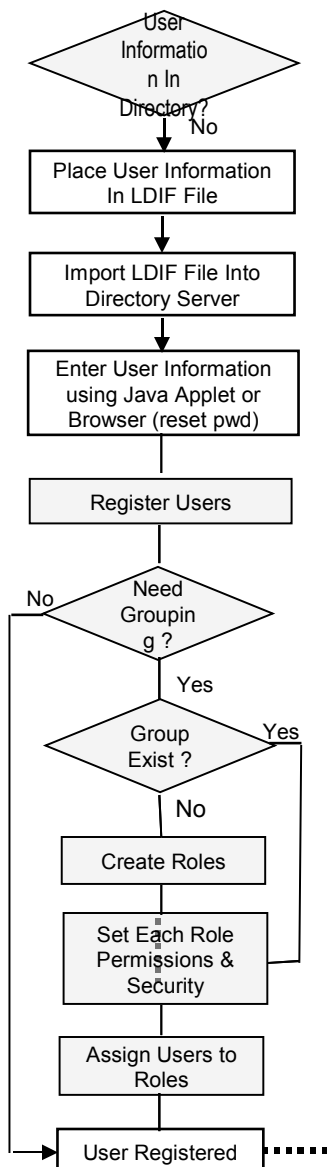 User
Informatio
n In
Directory?
No
Place User Information
In LDIF File
Import LDIF File Into
Directory Server
Enter User Information
using Java Applet or
Browser (reset pwd)
Register Users
Need
Groupin
g ?
No
Yes
Group
Exist ?
Yes
No
Create Roles
Set Each Role
Permissions &
Security
Assign Users to
Roles
User Registered